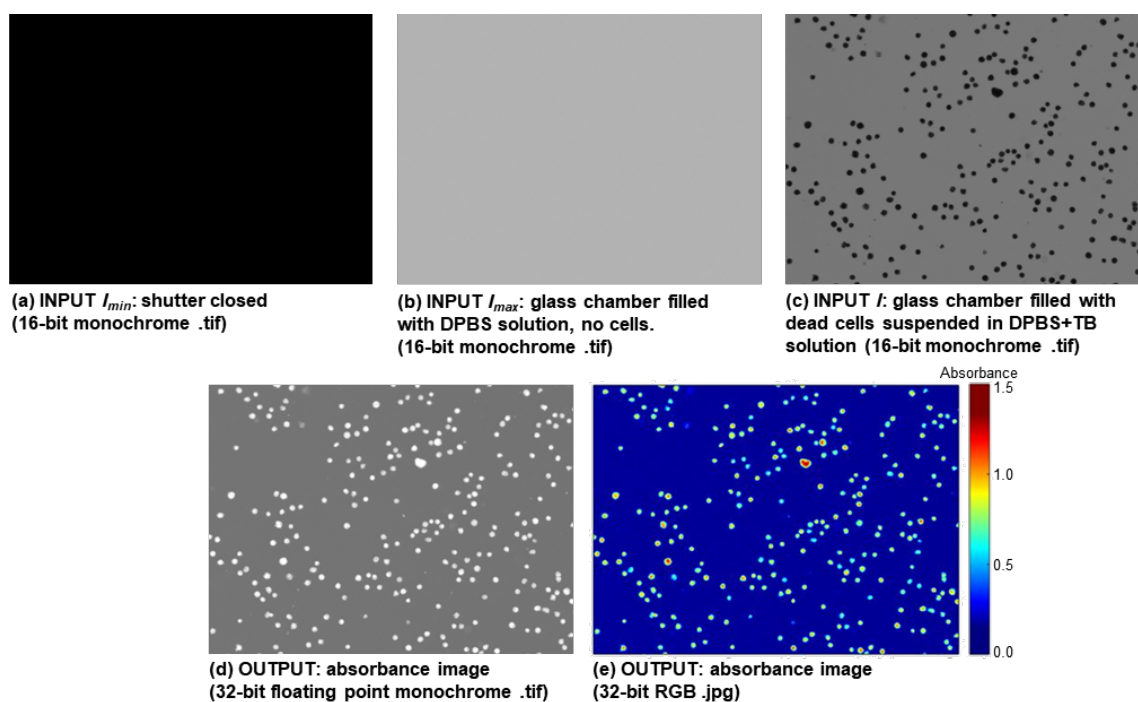 (a) INPUT Imin: shutter closed
(16-bit monochrome .tif)
(b) INPUT Imax: glass chamber filled
with DPBS solution, no cells.
(16-bit monochrome .tif)
(c) INPUT I: glass chamber filled with
dead cells suspended in DPBS+TB
solution (16-bit monochrome .tif)
Absorbance
1.5
1.0
0.5
0.0
(d) OUTPUT: absorbance image
(32-bit floating point monochrome .tif)
(e) OUTPUT: absorbance image
(32-bit RGB .jpg)